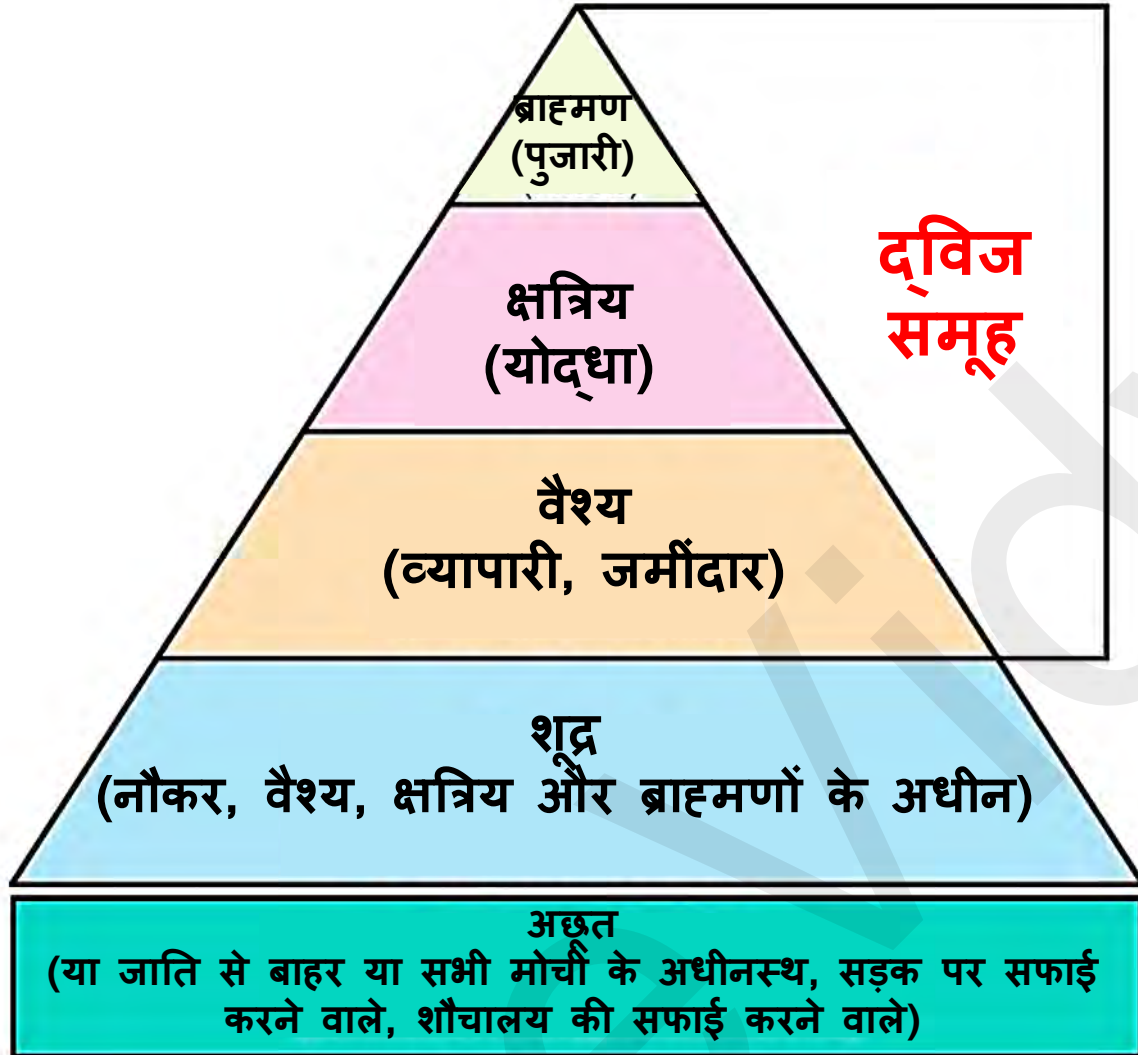 ब्राह्मण
(पुजारी)
द्विज
समूह
क्षत्रिय
(योद्धा)
वैश्य
(व्यापारी, जमींदार)
शूद्र
(नौकर, वैश्य, क्षत्रिय और ब्राह्मणों के अधीन)
अछूत
(या जाति से बाहर या सभी मोची के अधीनस्थ, सड़क पर सफाई
करने वाले, शौचालय की सफाई करने वाले)